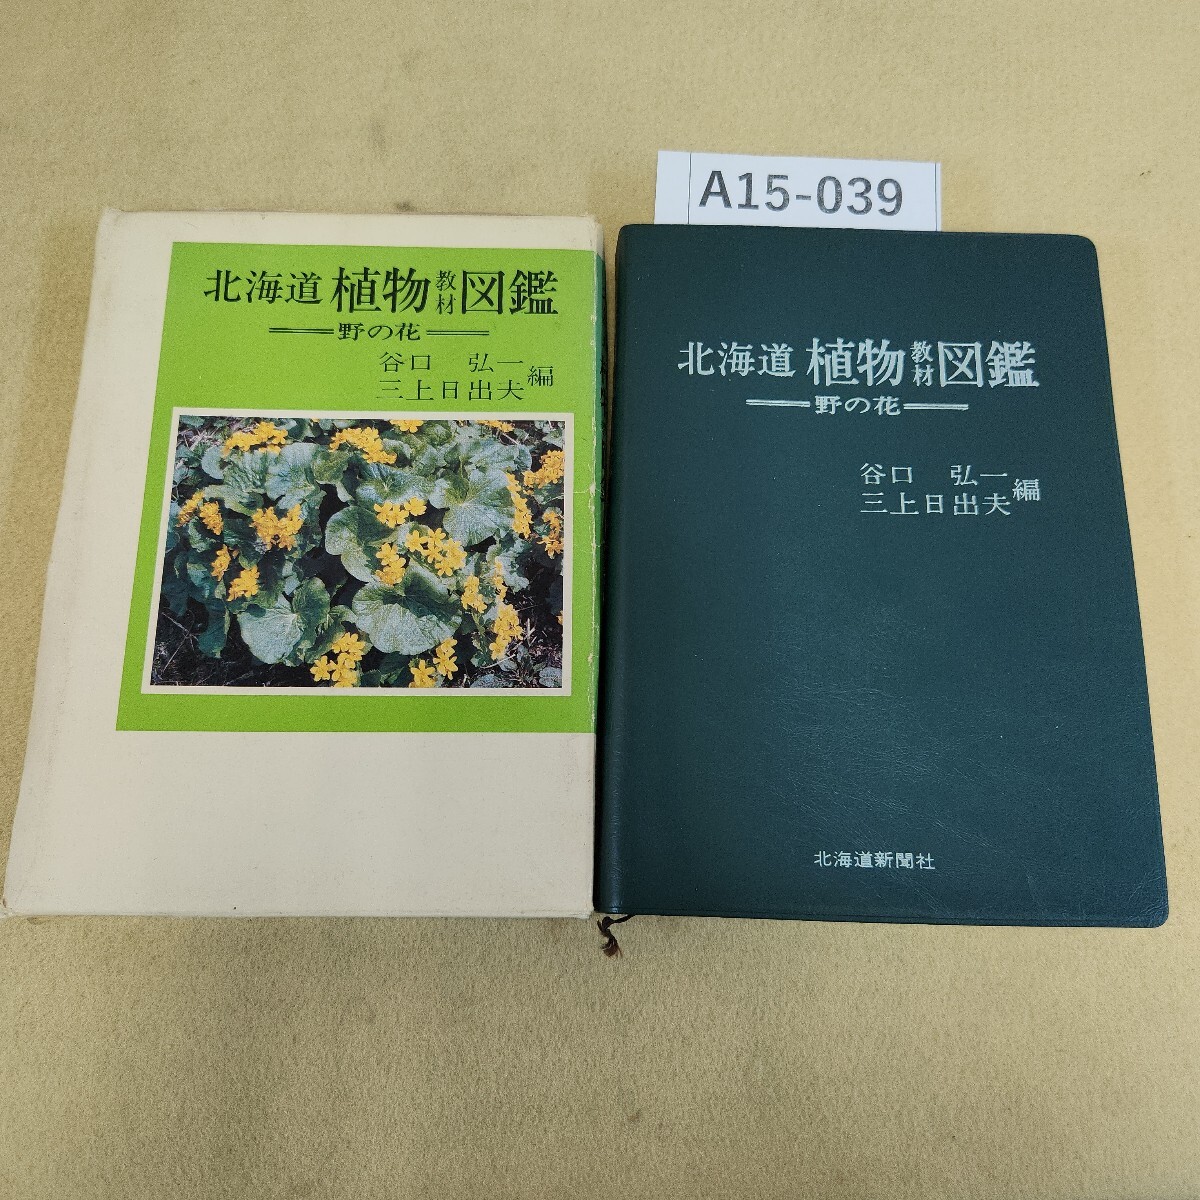 A15-039
北海道 植物教材図鑑
野の花
谷口 弘一
三上日出夫 編
北海道 植物教材図鑑
野の花
谷口 弘一
三上日出夫 編
北海道新聞社